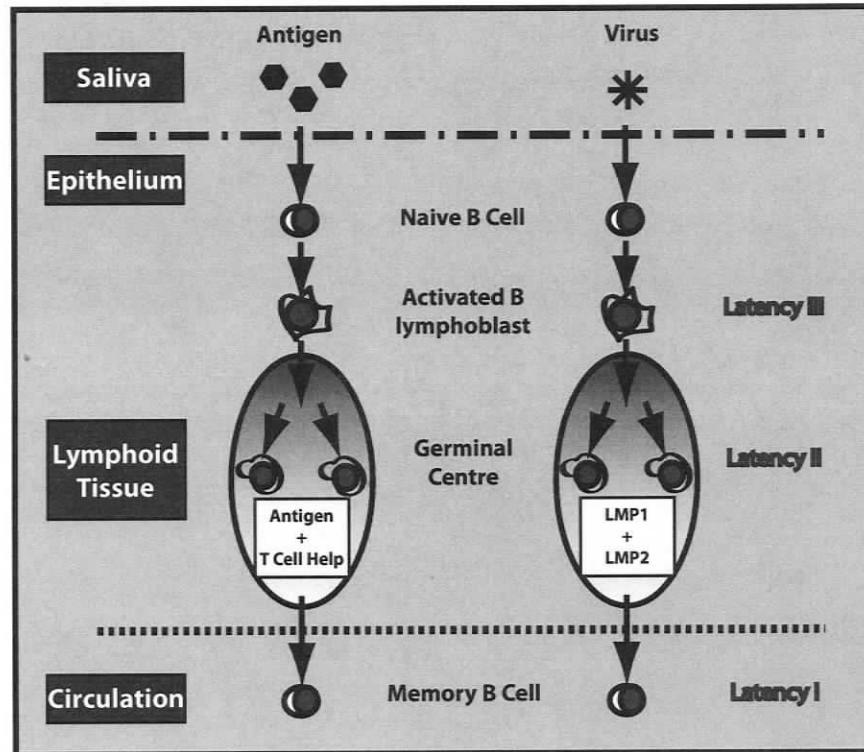 Antigen
Virus
Saliva
Epithelium
Naive B Cell
Activated B
lymphoblast
Latency III
Lymphoid
Tissue
Germinal
Centre
Latency II
Antigen
+
T Cell Help
LMP1
+
LMP2
Circulation
Memory B Cell
Latency I